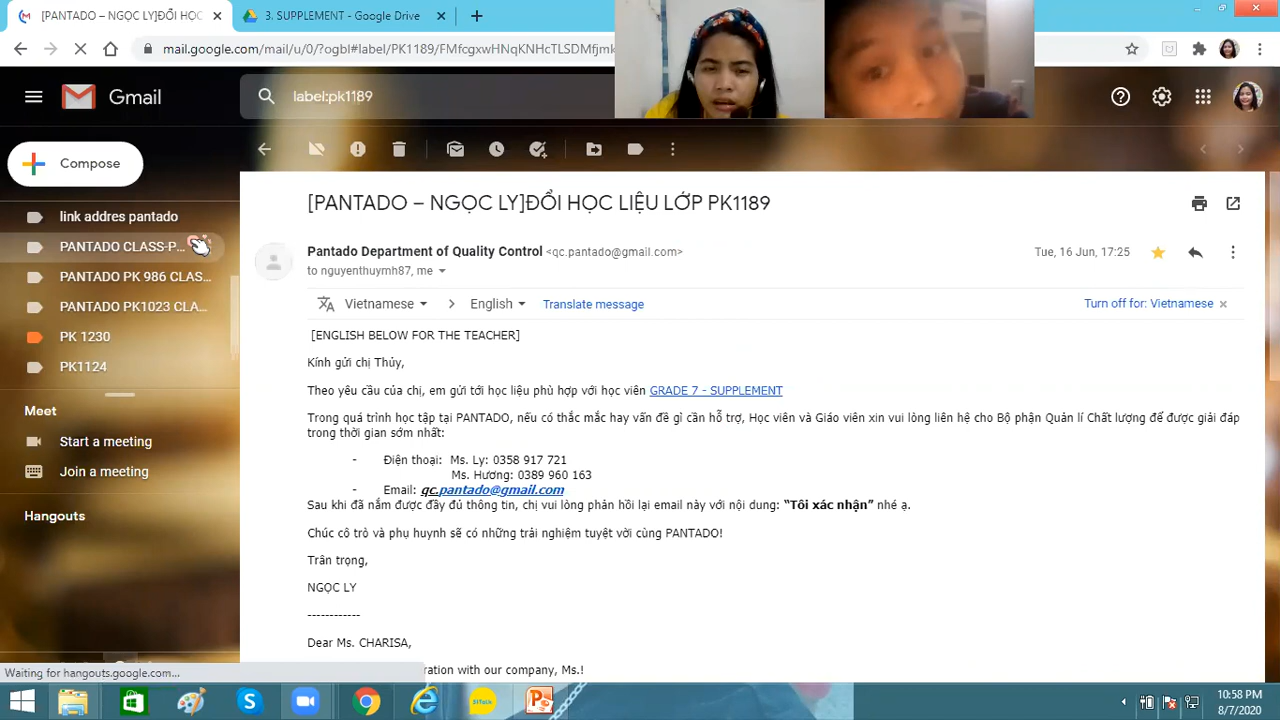 [PANTADO – NGỌC LY]ĐỔI HỌC
3. SUPPLEMENT - Google Drive
mail.google.com/mail/u/0/?ogbl#label/PK1189/FMfcgxwHNqKNHcTLSDMfjmk
Gmail
label:pk1189
Compose
link addres pantado
PANTADO CLASS-P...
PANTADO PK 986 CLAS...
PANTADO PK1023 CLA...
PK 1230
PK1124
Meet
Start a meeting
Join a meeting
Hangouts
[PANTADO – NGỌC LY]ĐỔI HỌC LIỆU LỚP PK1189
Pantado Department of Quality Control <qc.pantado@gmail.com>
Tue, 16 Jun, 17:25
to nguyenthuymh87, me
Vietnamese > English Translate message
Turn off for: Vietnamese x
[ENGLISH BELOW FOR THE TEACHER]
Kính gửi chị Thúy,
Theo yêu cầu của chị, em gửi tới học liệu phù hợp với học viên GRADE 7 - SUPPLEMENT
Trong quá trình học tập tại PANTADO, nếu có thắc mắc hay vấn đề gì cần hỗ trợ, Học viên và Giáo viên xin vui lòng liên hệ cho Bộ phận Quản lí Chất lượng để được giải đáp
trong thời gian sớm nhất:
- Điện thoại: Ms. Ly: 0358 917 721
Ms. Hương: 0389 960 163
- Email: qc.pantado@gmail.com
Sau khi đã nắm được đầy đủ thông tin, chị vui lòng phản hồi lại email này với nội dung: "Tôi xác nhận" nhé ạ.
Chúc cô trò và phụ huynh sẽ có những trải nghiệm tuyệt vời cùng PANTADO!
Trân trọng,
NGỌC LY
------------
Dear Ms. CHARISA,
ration with our company, Ms.!
Waiting for hangouts.google.com...
10:58 PM
8/7/2020